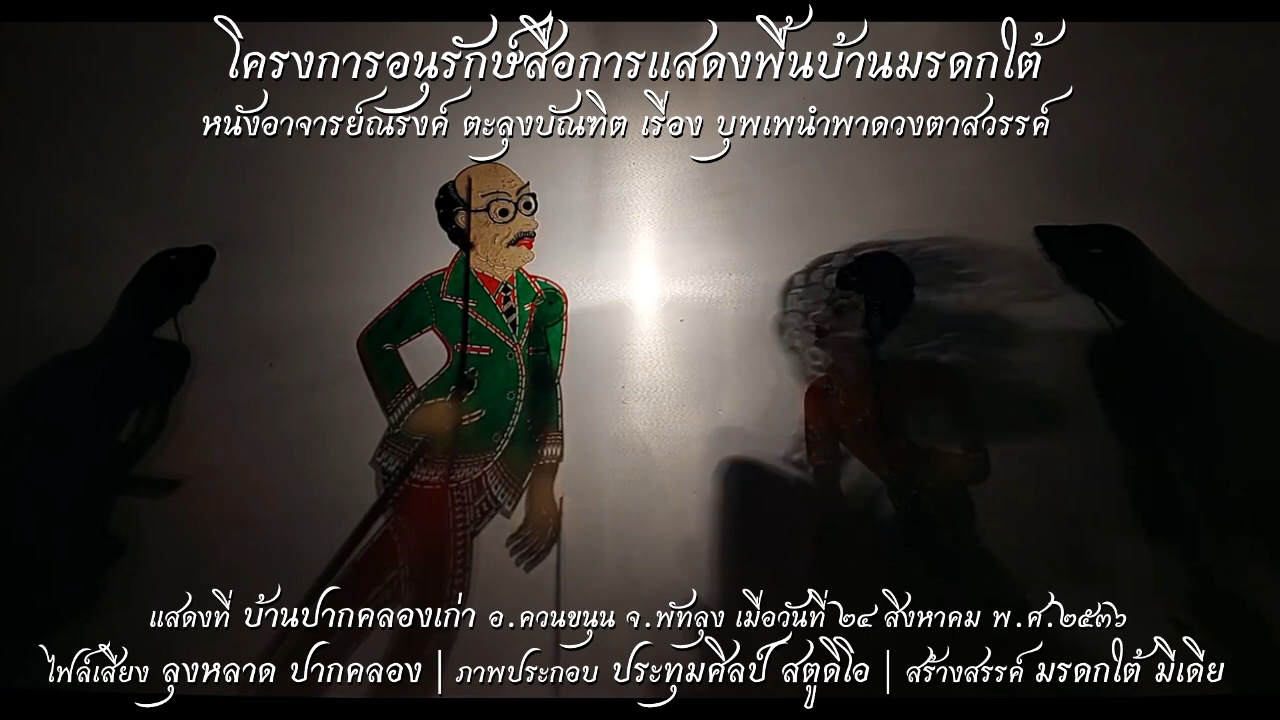 โครงการอนุรักษ์สื่อการแสดงพื้นบ้านมรดกใต้
หนังอาจารย์ณรงค์ ตะลุงบัณฑิต เรื่อง บุพเพนำพาดวงตาสวรรค์
แสดงที่ บ้านปากคลองเก่า อ.ควนขนุน จ.พัทลุง เมื่อวันที่ ๒๔ สิงหาคม พ.ศ.๒๕๓๖
ไฟล์เสียง ลุงหลาด ปากคลอง | ภาพประกอบ ประทุมศิลป์ สตูดิโอ | สร้างสรรค์ มรดกใต้ มีเดีย